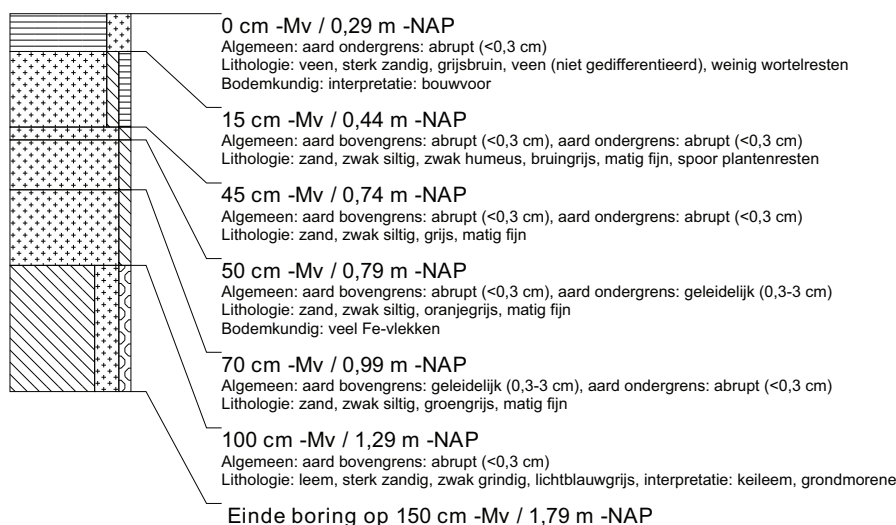 0 cm -Mv / 0,29 m -NAP
Algemeen: aard ondergrens: abrupt (<0,3 cm)
Lithologie: veen, sterk zandig, grijsbruin, veen (niet gedifferentieerd), weinig wortelresten
Bodemkundig: interpretatie: bouwvoor
15 cm -Mv / 0,44 m -NAP
Algemeen: aard bovengrens: abrupt (<0,3 cm), aard ondergrens: abrupt (<0,3 cm)
Lithologie: zand, zwak siltig, zwak humeus, bruingrijs, matig fijn, spoor plantenresten
45 cm -Mv / 0,74 m -NAP
Algemeen: aard bovengrens: abrupt (<0,3 cm), aard ondergrens: abrupt (<0,3 cm)
Lithologie: zand, zwak siltig, grijs, matig fijn
50 cm -Mv / 0,79 m -NAP
Algemeen: aard bovengrens: abrupt (<0,3 cm), aard ondergrens: geleidelijk (0,3-3 cm)
Lithologie: zand, zwak siltig, oranjegrijs, matig fijn
Bodemkundig: veel Fe-vlekken
70 cm -Mv / 0,99 m -NAP
Algemeen: aard bovengrens: geleidelijk (0,3-3 cm), aard ondergrens: abrupt (<0,3 cm)
Lithologie: zand, zwak siltig, groengrijs, matig fijn
100 cm -Mv / 1,29 m -NAP
Algemeen: aard bovengrens: abrupt (<0,3 cm)
Lithologie: leem, sterk zandig, zwak grindig, lichtblauwgrijs, interpretatie: keileem, grondmorene
Einde boring op 150 cm -Mv / 1,79 m -NAP